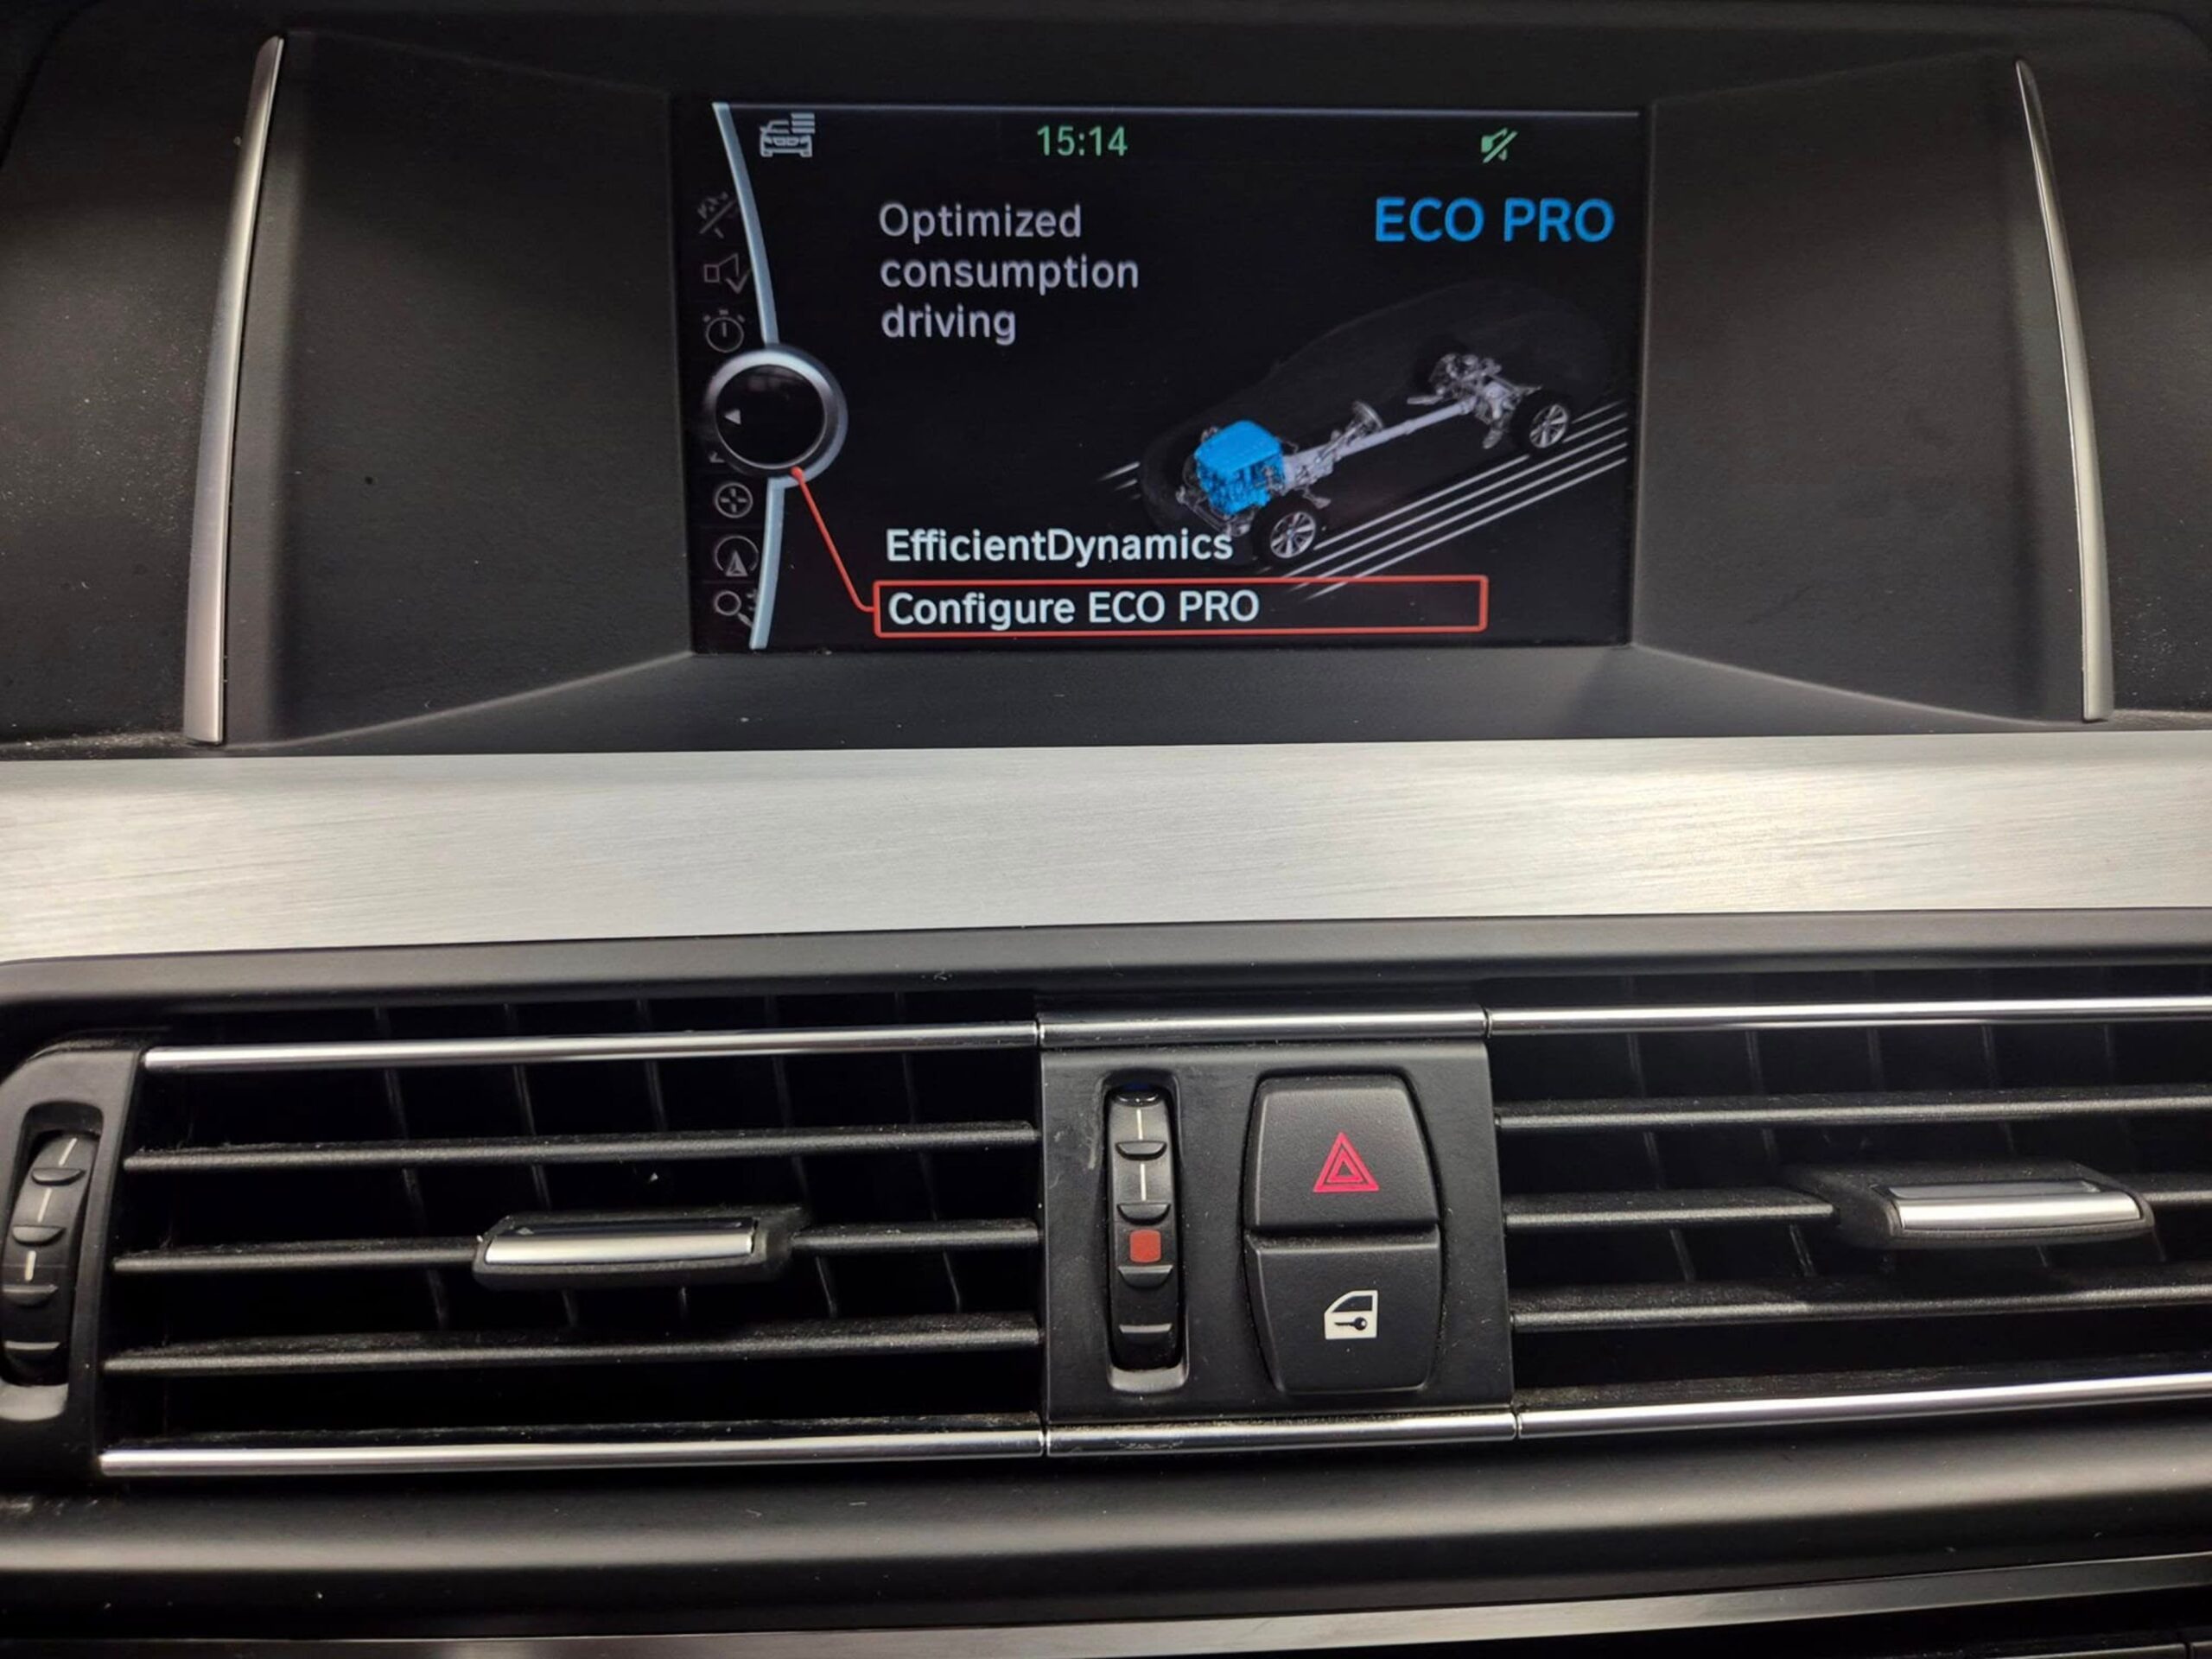 15:14
Optimized
consumption
driving
ECO PRO
EfficientDynamics
Configure ECO PRO